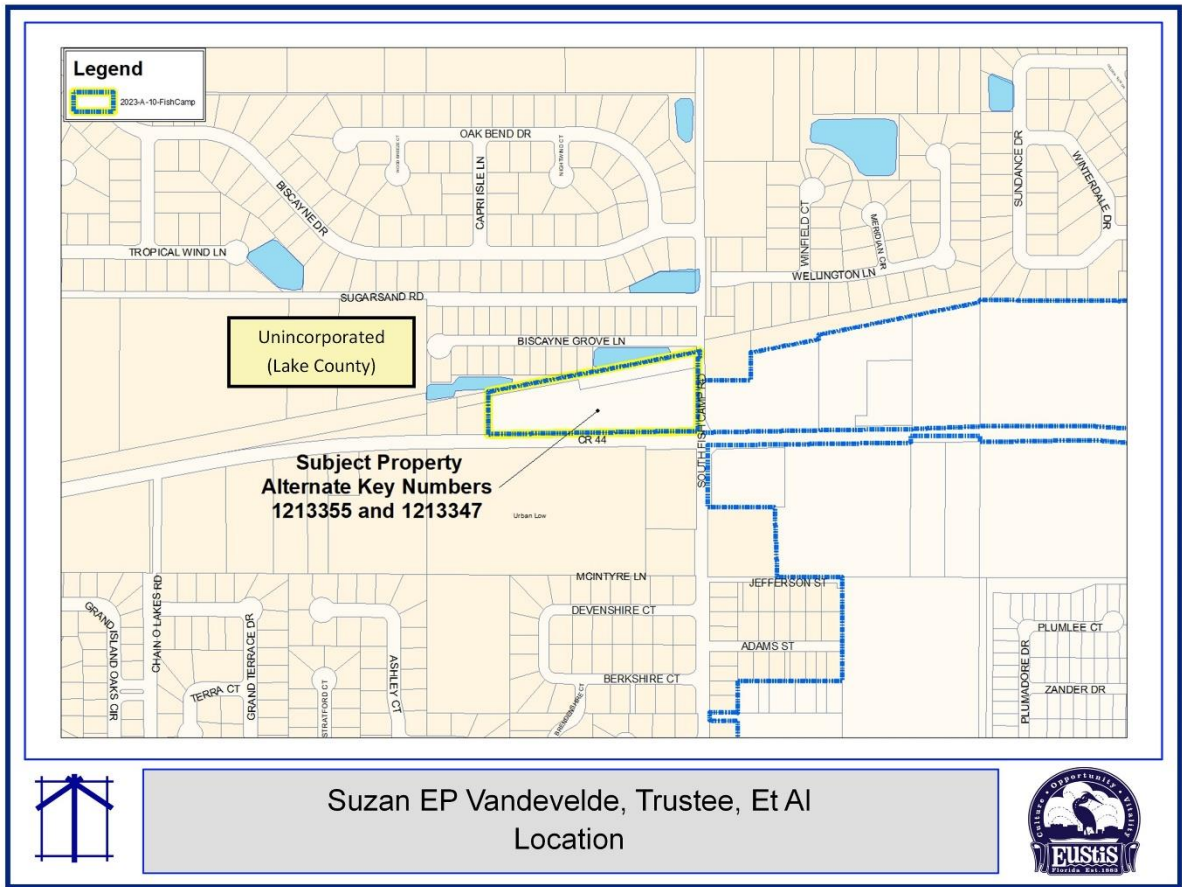 Legend
2023-A-10-FishCamp
OAK BEND DR
NIGHTWIND CT
CAPRI ISLE LN
BISCAYNE DR
TROPICAL WIND LN
SUGARSAND RD
WINFIELD CT
MERIDIAN CIR
WELLINGTON LN
SUNDANCE DR
WINTERDALE DR
Unincorporated
(Lake County)
BISCAYNE GROVE LN
SOUTH FISH CAMP RD
CR 44
Subject Property
Alternate Key Numbers
1213355 and 1213347
Urban Low
MCINTYRE LN
JEFFERSON ST
DEVENSHIRE CT
ADAMS ST
BERKSHIRE CT
BRENDENSHIRE CT
GRAND ISLAND OAKS CIR
CHAIN O LAKES RD
TERRA CT
GRAND TERRACE DR
STRATFORD CT
ASHLEY CT
PLUMLEE CT
PLUMADORE DR
ZANDER DR
Suzan EP Vandevelde, Trustee, Et Al
Location
Culture • Opportunity • Vitality
EUSTIS
Florida Est. 1883